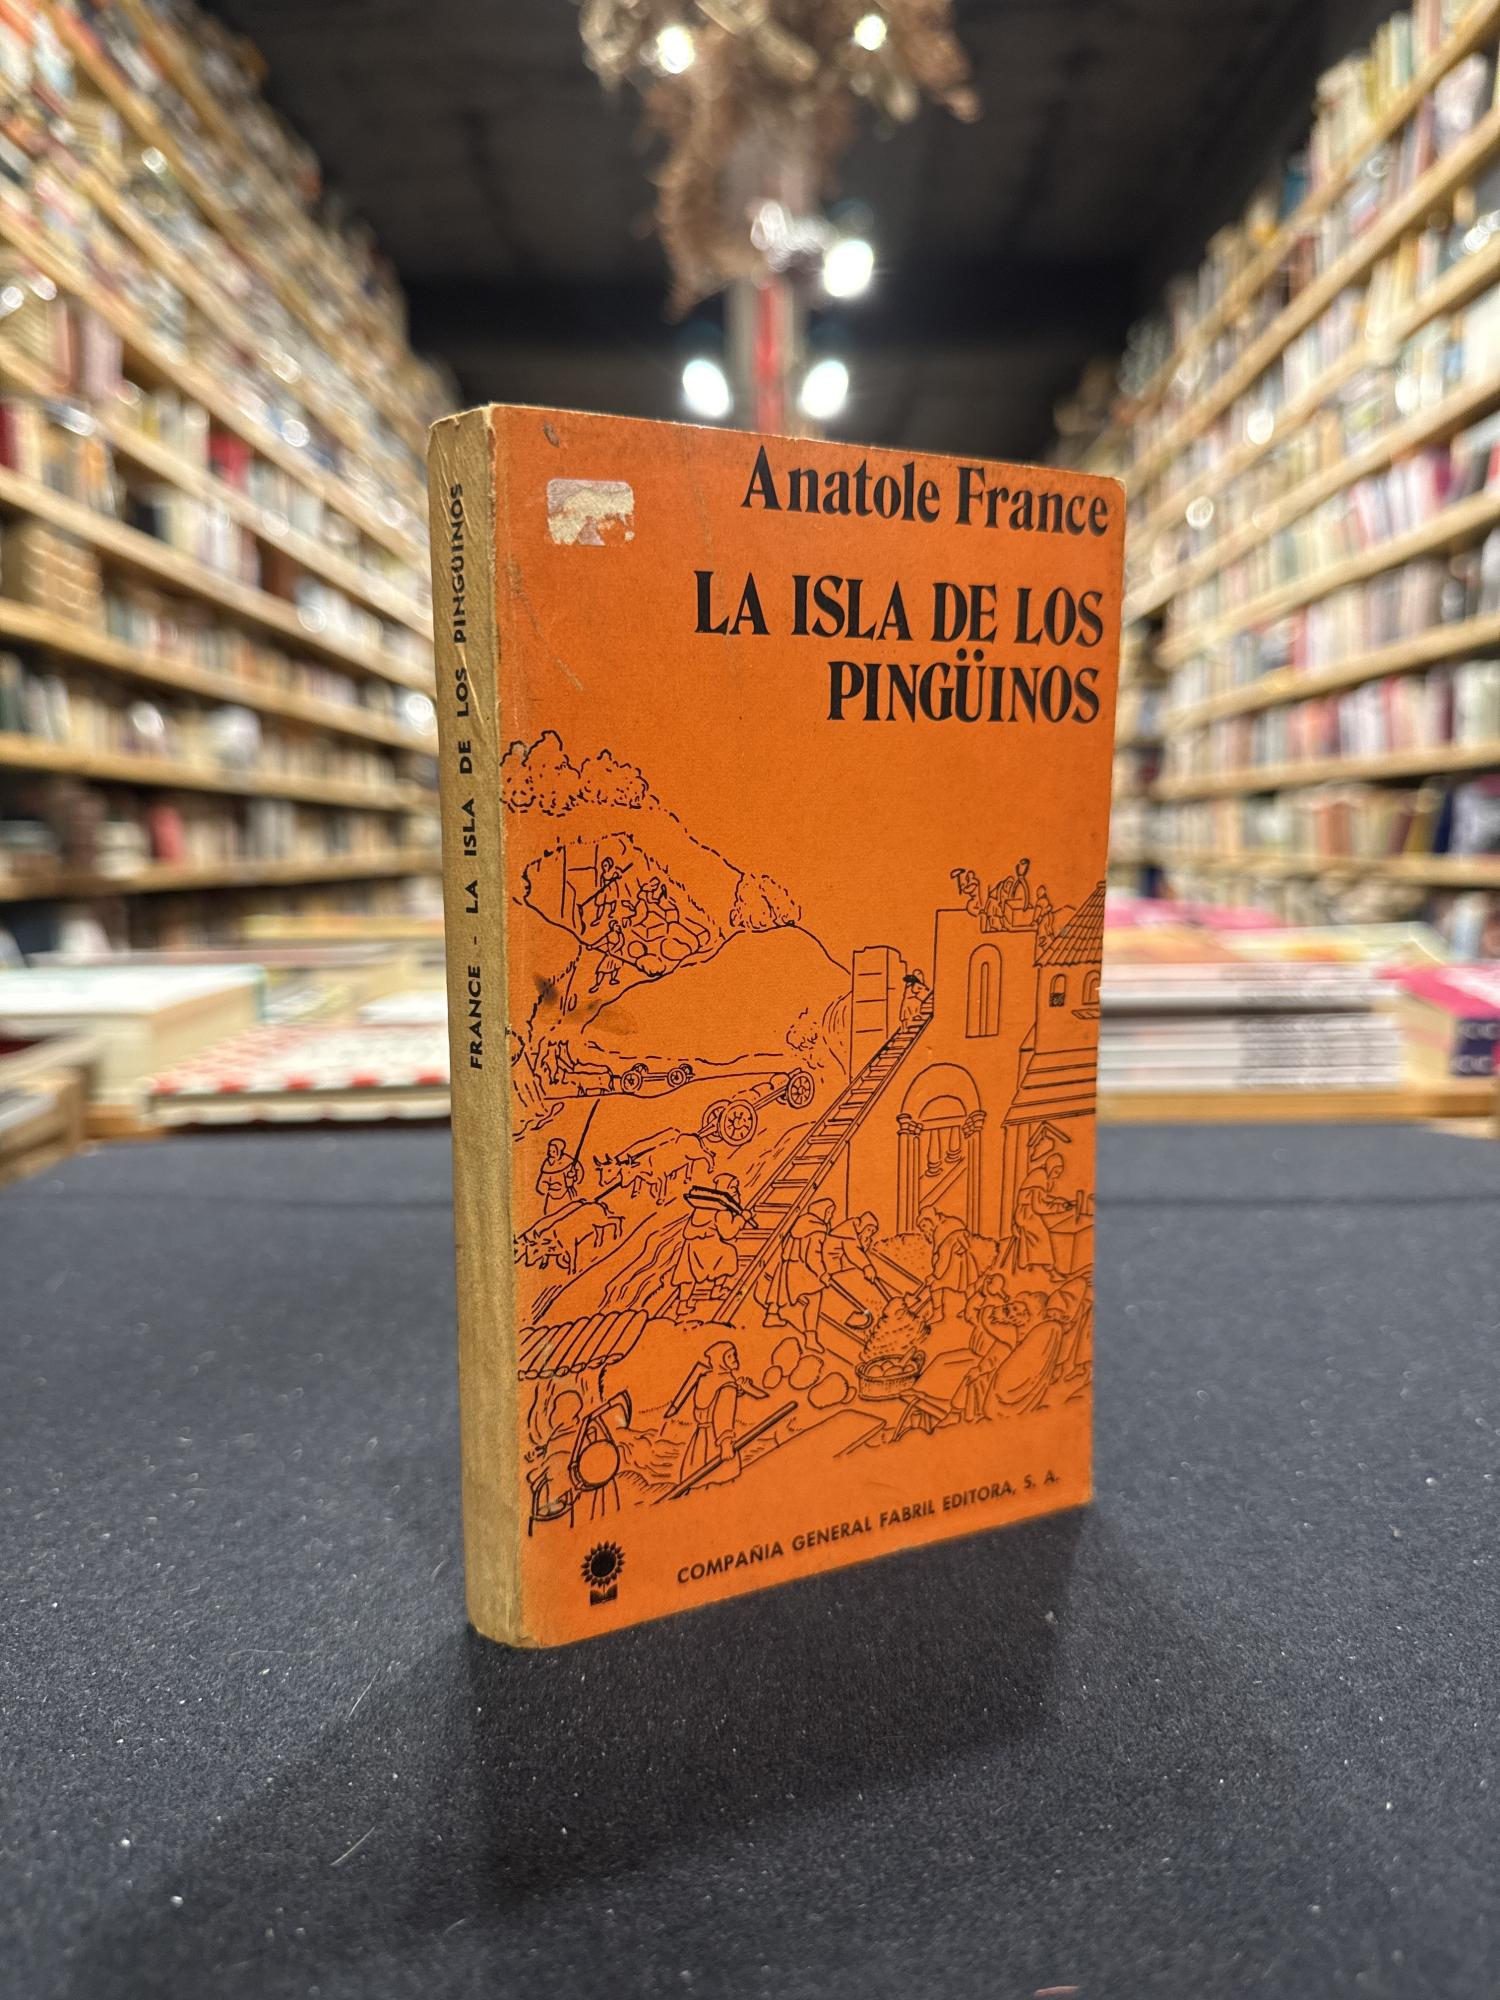 Anatole France
LA ISLA DE LOS
PINGÜINOS
COMPAÑIA GENERAL FABRIL EDITORA, S. A.
FRANCE - LA ISLA DE LOS PINGÜINOS